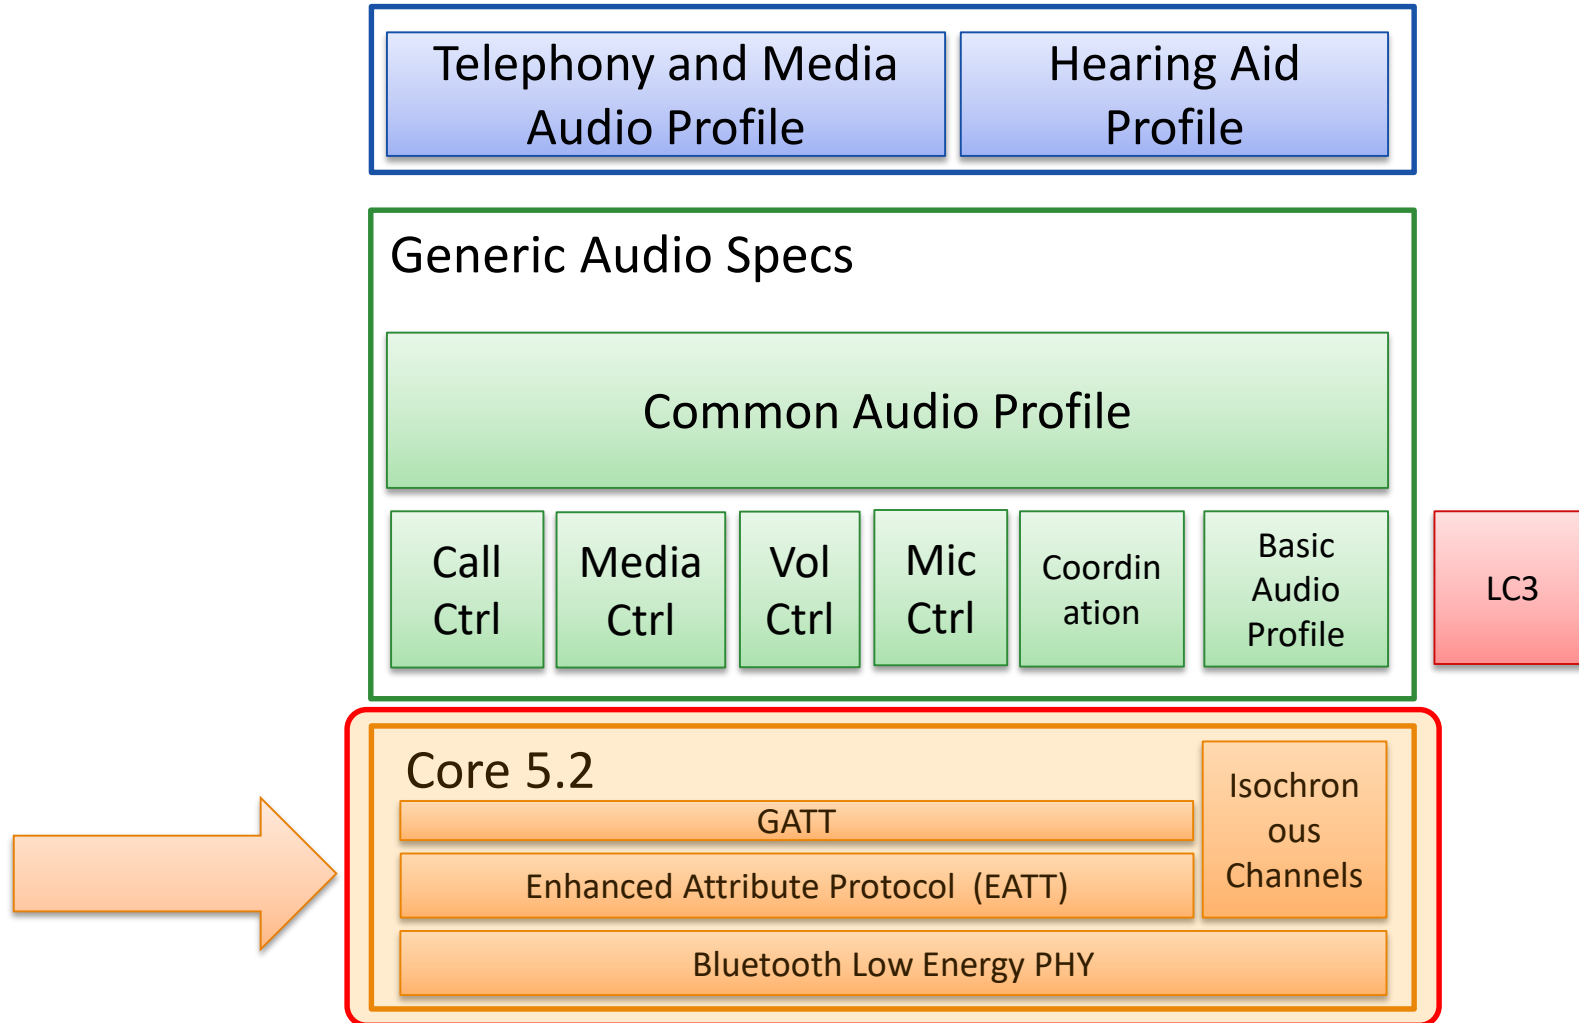 Telephony and Media
Audio Profile
Hearing Aid
Profile
Generic Audio Specs
Common Audio Profile
Call
Ctrl
Media
Ctrl
Vol
Ctrl
Mic
Ctrl
Coordin
ation
Basic
Audio
Profile
LC3
Core 5.2
GATT
Enhanced Attribute Protocol  (EATT)
Isochron
ous
Channels
Bluetooth Low Energy PHY